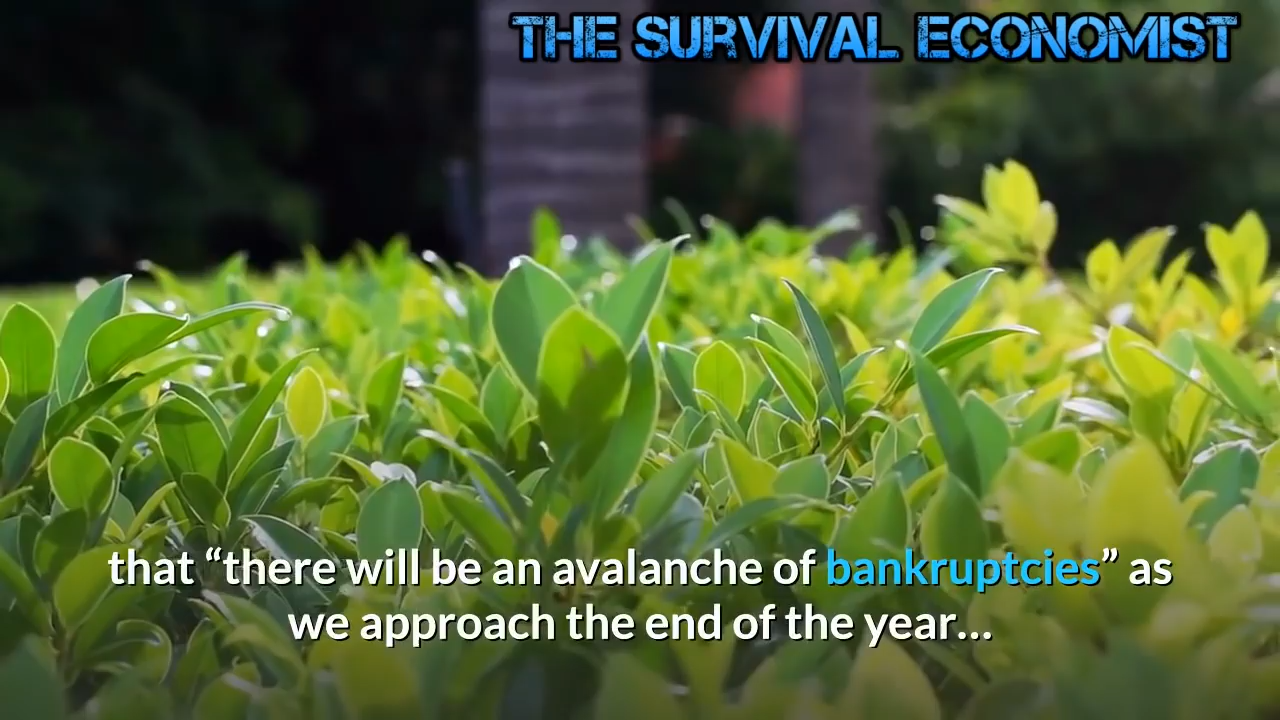 THE SURVIVAL ECONOMIST
that “there will be an avalanche of bankruptcies” as
we approach the end of the year...